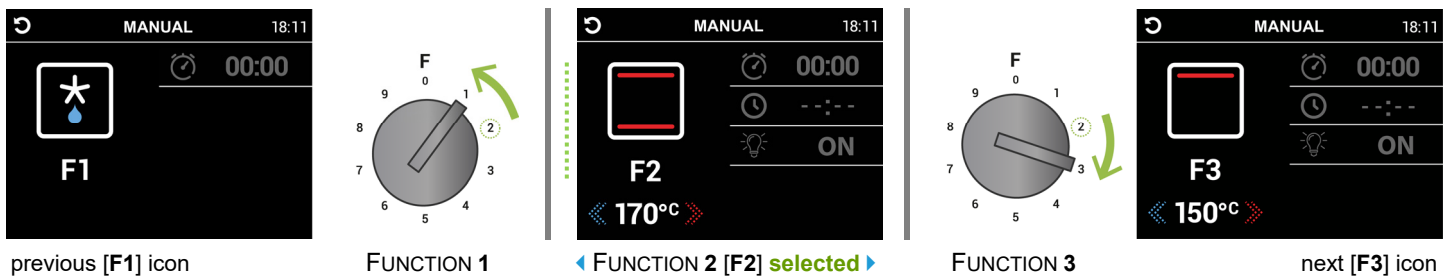 MANUAL 18:11
00:00
F1
F
0
1
2
3
4
5
6
7
8
9
MANUAL 18:11
00:00
--:--
ON
F2
170°C
F
0
1
2
3
4
5
6
7
8
9
MANUAL 18:11
00:00
--:--
ON
F3
150°C
previous [F1] icon
FUNCTION 1
FUNCTION 2 [F2] selected
FUNCTION 3
next [F3] icon